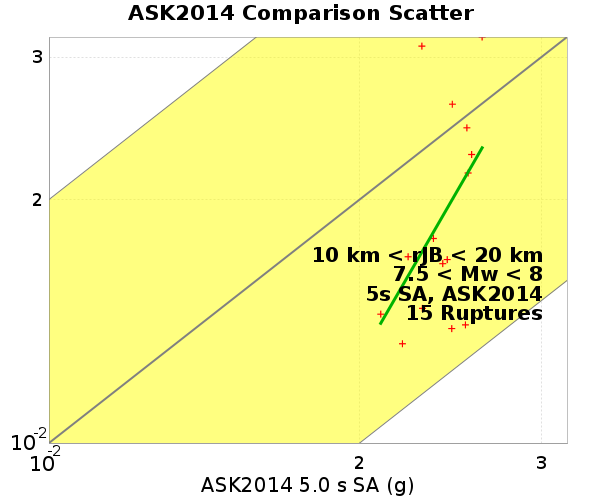 ASK2014 Comparison Scatter
3
2
10 km < rJB < 20 km
7.5 < Mw < 8
5s SA, ASK2014
15 Ruptures
10-2
10-2
2
3
ASK2014 5.0 s SA (g)